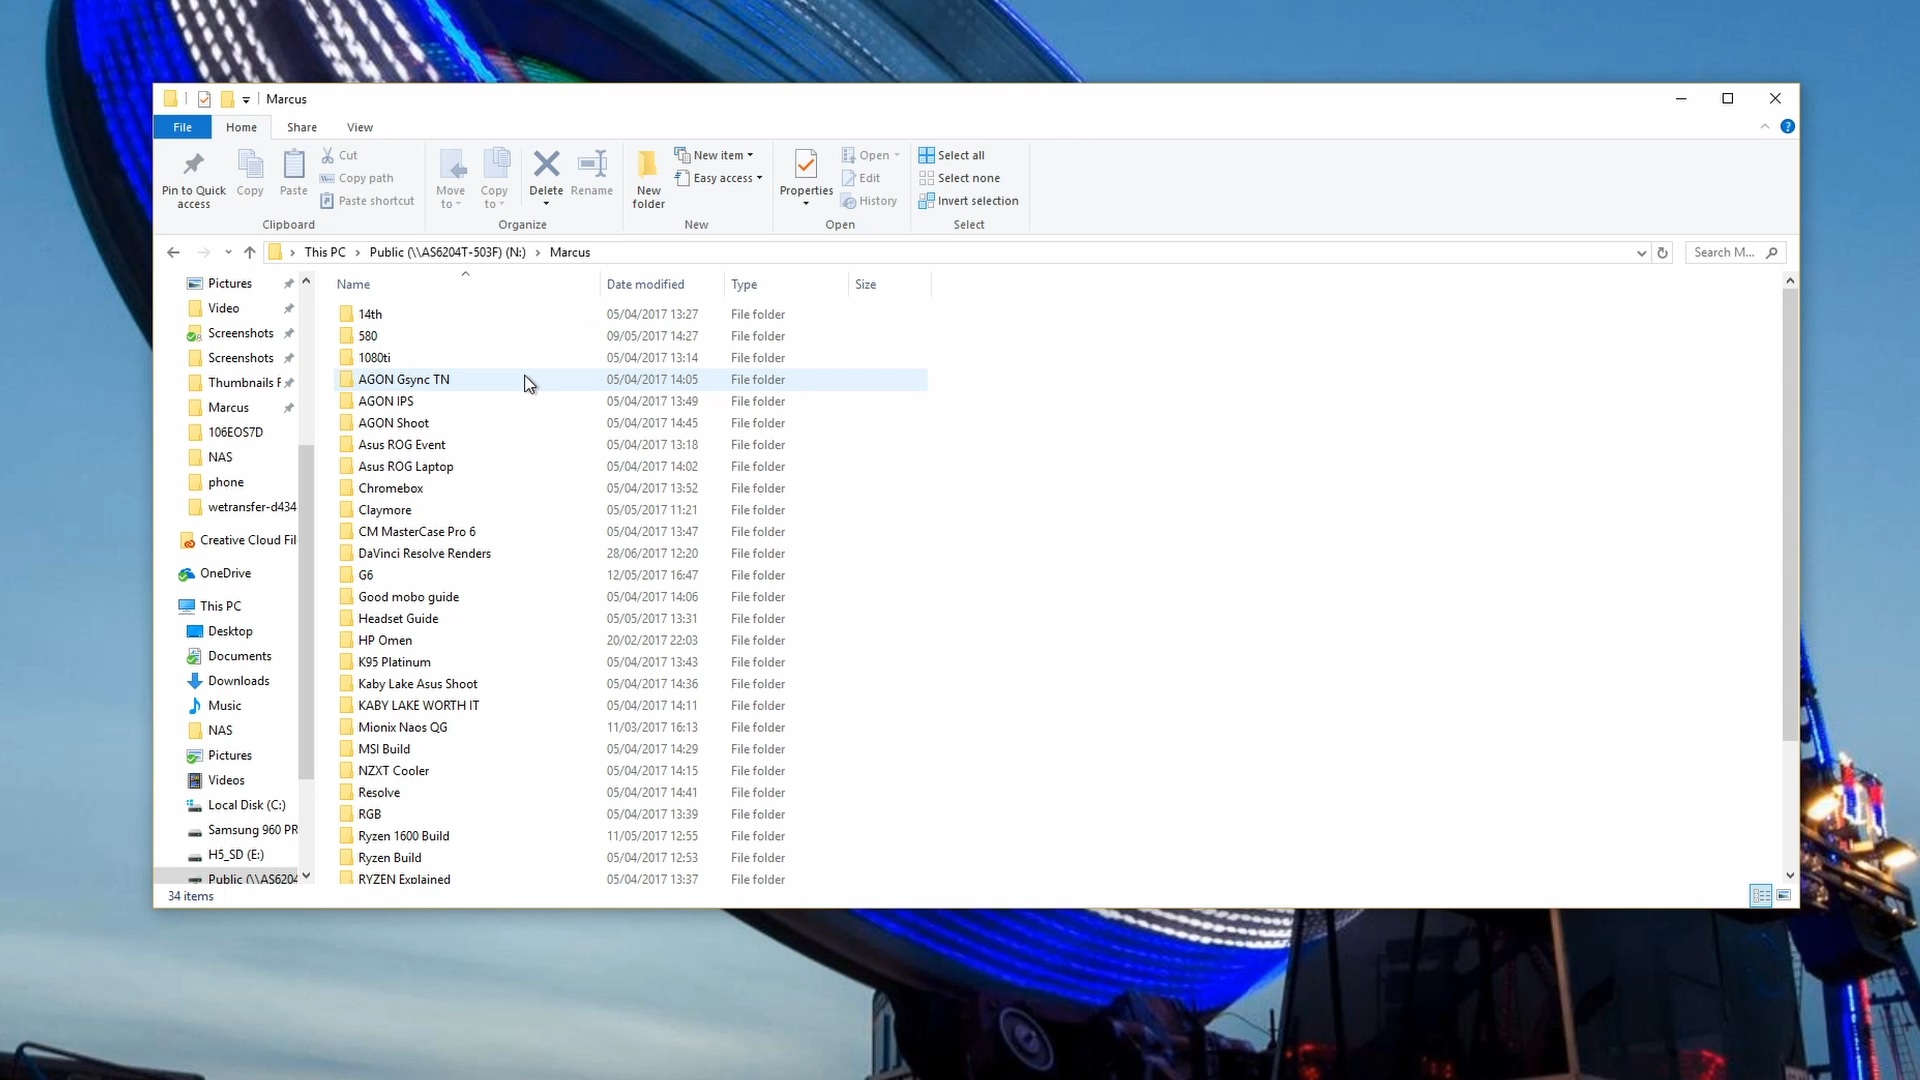 Marcus
File Home Share View
Pin to Quick access
Copy
Paste
Cut
Copy path
Paste shortcut
Clipboard
Move to
Copy to
Delete
Rename
Organize
New folder
New item
Easy access
New
Properties
Open
Edit
History
Open
Select all
Select none
Invert selection
Select
This PC > Public (\\AS6204T-503F) (N:) > Marcus
Search M...
Pictures
Video
Screenshots
Screenshots
Thumbnails F
Marcus
106EOS7D
NAS
phone
wetransfer-d434
Creative Cloud Fil
OneDrive
This PC
Desktop
Documents
Downloads
Music
NAS
Pictures
Videos
Local Disk (C:)
Samsung 960 PR
H5_SD (E:)
Public (\\AS6204
Name Date modified Type Size
14th 05/04/2017 13:27 File folder
580 09/05/2017 14:27 File folder
1080ti 05/04/2017 13:14 File folder
AGON Gsync TN 05/04/2017 14:05 File folder
AGON IPS 05/04/2017 13:49 File folder
AGON Shoot 05/04/2017 14:45 File folder
Asus ROG Event 05/04/2017 13:18 File folder
Asus ROG Laptop 05/04/2017 14:02 File folder
Chromebox 05/04/2017 13:52 File folder
Claymore 05/05/2017 11:21 File folder
CM MasterCase Pro 6 05/04/2017 13:47 File folder
DaVinci Resolve Renders 28/06/2017 12:20 File folder
G6 12/05/2017 16:47 File folder
Good mobo guide 05/04/2017 14:06 File folder
Headset Guide 05/05/2017 13:31 File folder
HP Omen 20/02/2017 22:03 File folder
K95 Platinum 05/04/2017 13:43 File folder
Kaby Lake Asus Shoot 05/04/2017 14:36 File folder
KABY LAKE WORTH IT 05/04/2017 14:11 File folder
Mionix Naos QG 11/03/2017 16:13 File folder
MSI Build 05/04/2017 14:29 File folder
NZXT Cooler 05/04/2017 14:15 File folder
Resolve 05/04/2017 14:41 File folder
RGB 05/04/2017 13:39 File folder
Ryzen 1600 Build 11/05/2017 12:55 File folder
Ryzen Build 05/04/2017 12:53 File folder
RYZEN Explained 05/04/2017 13:37 File folder
34 items